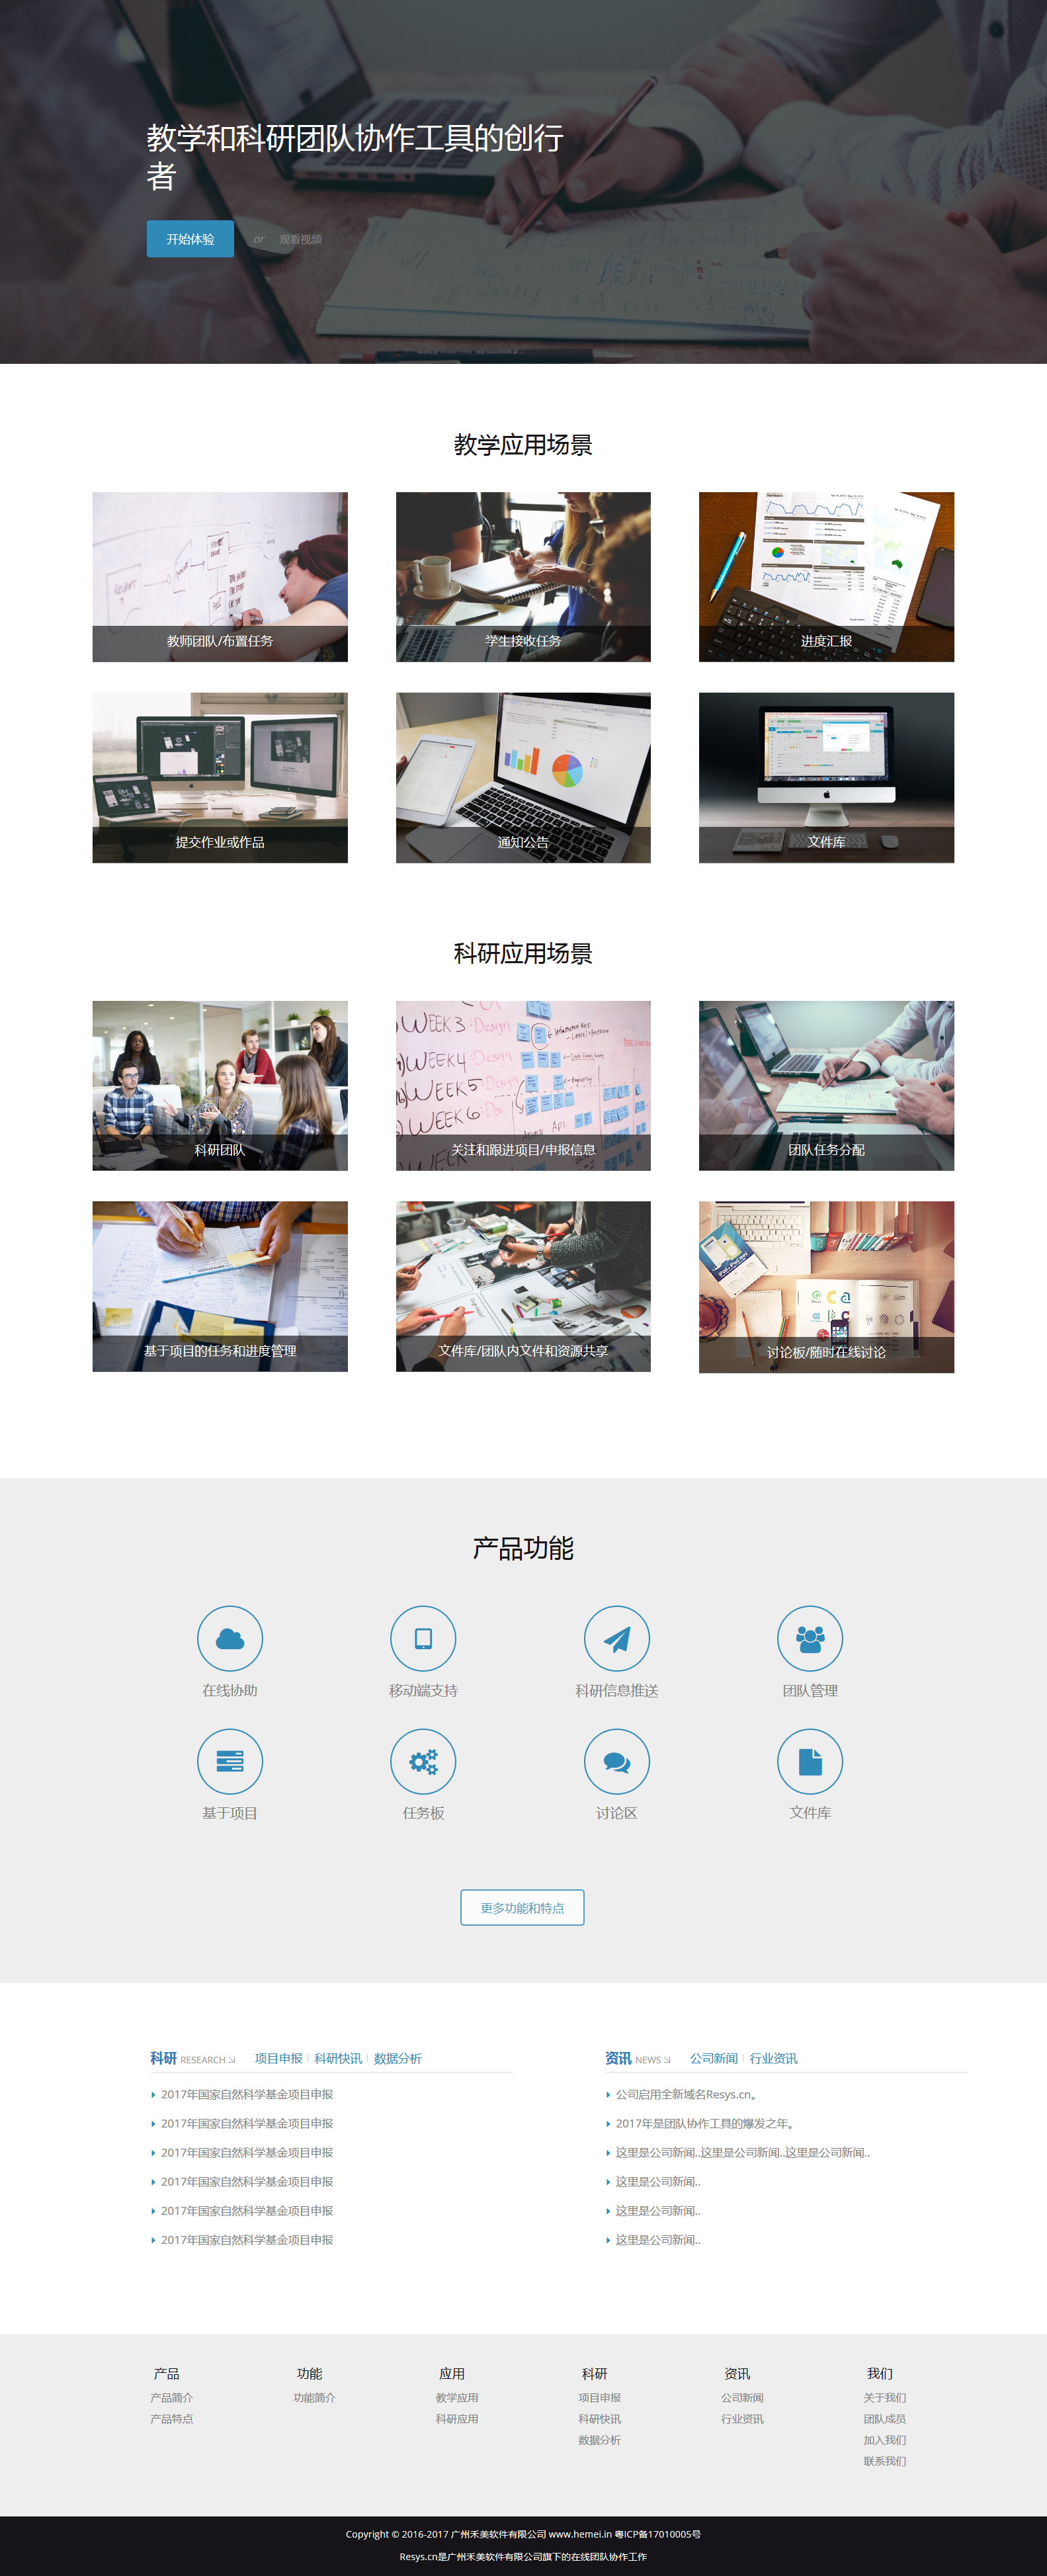 教学和科研团队协作工具的创行
者
开始体验 or 观看视频
教学应用场景
教师团队/布置任务
学生接收任务
进度汇报
提交作业或作品
通知公告
文件库
科研应用场景
WEEK3 : Design
WEEK4 : Design
WEEK5
WEEK6
科研团队
关注和跟进项目/申报信息
团队任务分配
基于项目的任务和进度管理
文件库/团队内文件和资源共享
讨论板/随时在线讨论
产品功能
在线协助
移动端支持
科研信息推送
团队管理
基于项目
任务板
讨论区
文件库
更多功能和特点
科研 RESEARCH 项目申报 科研快讯 数据分析
2017年国家自然科学基金项目申报
2017年国家自然科学基金项目申报
2017年国家自然科学基金项目申报
2017年国家自然科学基金项目申报
2017年国家自然科学基金项目申报
2017年国家自然科学基金项目申报
资讯 NEWS 公司新闻 行业资讯
公司启用全新域名Resys.cn。
2017年是团队协作工具的爆发之年。
这里是公司新闻..这里是公司新闻..这里是公司新闻..
这里是公司新闻..
这里是公司新闻..
这里是公司新闻..
产品
产品简介
产品特点
功能
功能简介
应用
教学应用
科研应用
科研
项目申报
科研快讯
数据分析
资讯
公司新闻
行业资讯
我们
关于我们
团队成员
加入我们
联系我们
Copyright © 2016-2017 广州禾美软件有限公司 www.hemei.in 粤ICP备17010005号
Resys.cn是广州禾美软件有限公司旗下的在线团队协作工作